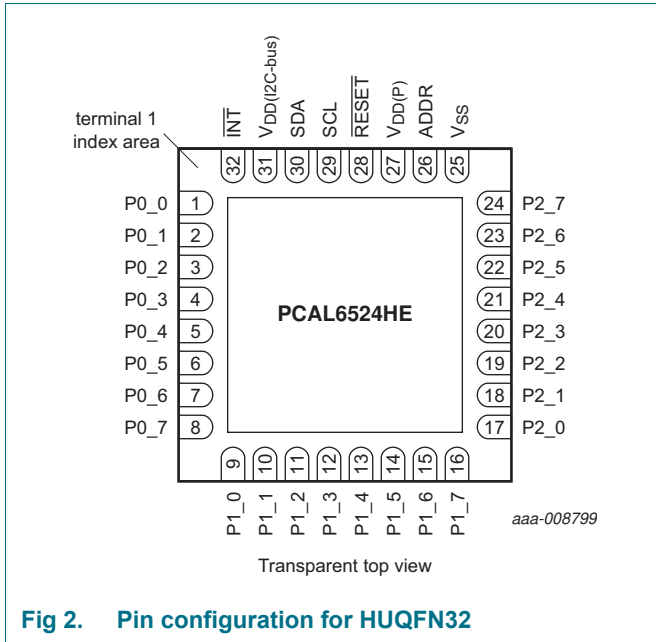 terminal 1
index area
INT
VDD(I2C-bus)
SDA
SCL
RESET
VDD(P)
ADDR
VSS
32
31
30
29
28
27
26
25
P0_0 1
24 P2_7
P0_1 2
23 P2_6
P0_2 3
22 P2_5
P0_3 4
21 P2_4
PCAL6524HE
P0_4 5
20 P2_3
P0_5 6
19 P2_2
P0_6 7
18 P2_1
P0_7 8
17 P2_0
9
10
11
12
13
14
15
16
P1_0
P1_1
P1_2
P1_3
P1_4
P1_5
P1_6
P1_7
aaa-008799
Transparent top view
Fig 2. Pin configuration for HUQFN32